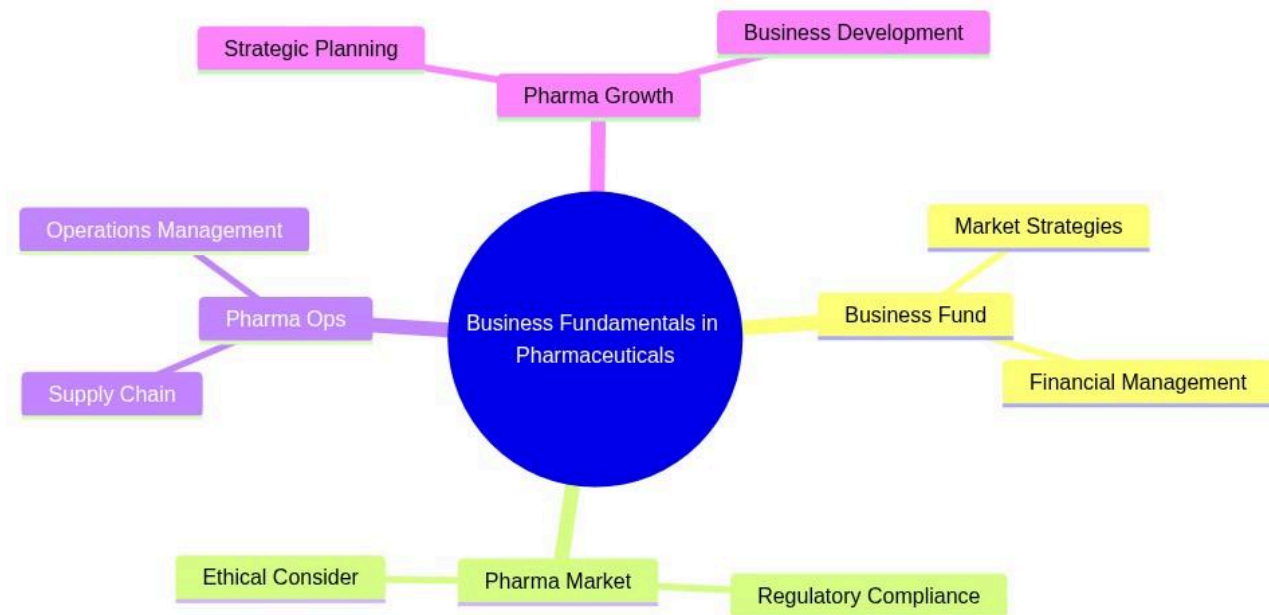 Business Development
Strategic Planning
Pharma Growth
Operations Management
Market Strategies
Pharma Ops
Business Fund
Business Fundamentals in
Pharmaceuticals
Supply Chain
Financial Management
Ethical Consider
Pharma Market
Regulatory Compliance